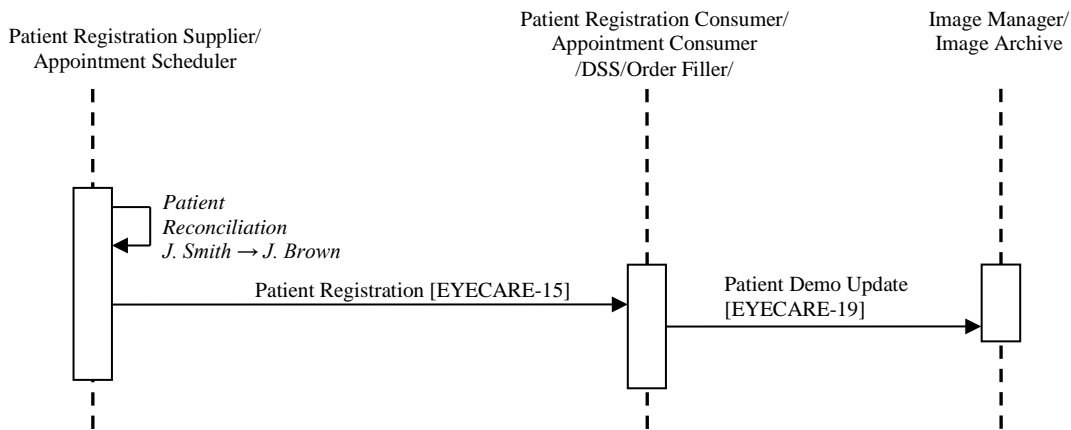 Patient Registration Supplier/
Appointment Scheduler
Patient Registration Consumer/
Appointment Consumer
/DSS/Order Filler/
Image Manager/
Image Archive
Patient
Reconciliation
J. Smith → J. Brown
Patient Registration [EYECARE-15]
Patient Demo Update
[EYECARE-19]